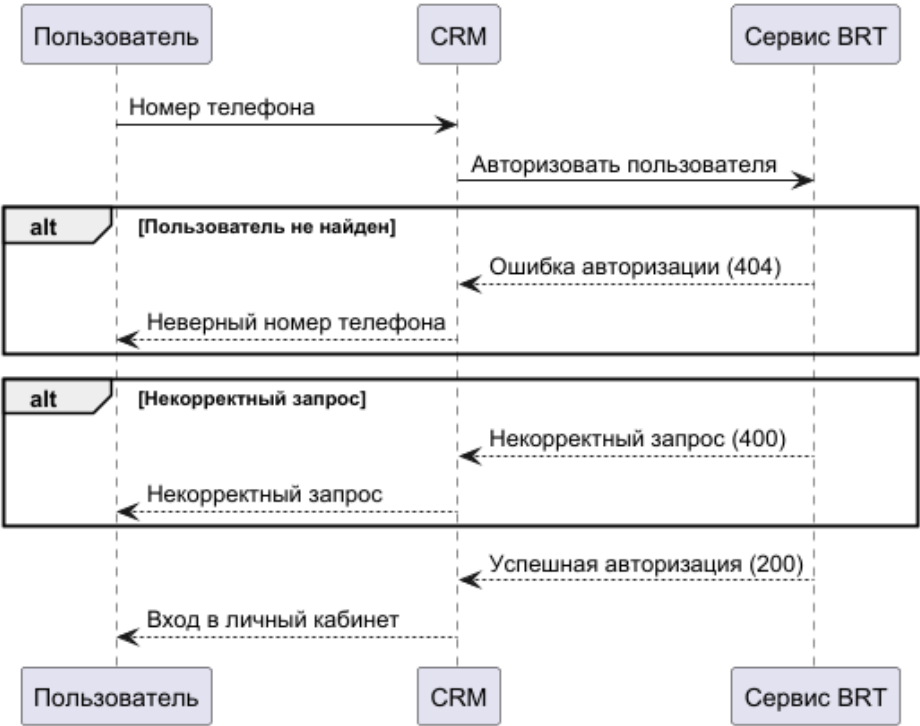 Пользователь CRM Сервис BRT
Номер телефона
Авторизовать пользователя
alt [Пользователь не найден]
Ошибка авторизации (404)
Неверный номер телефона
alt [Некорректный запрос]
Некорректный запрос (400)
Некорректный запрос
Успешная авторизация (200)
Вход в личный кабинет
Пользователь CRM Сервис BRT